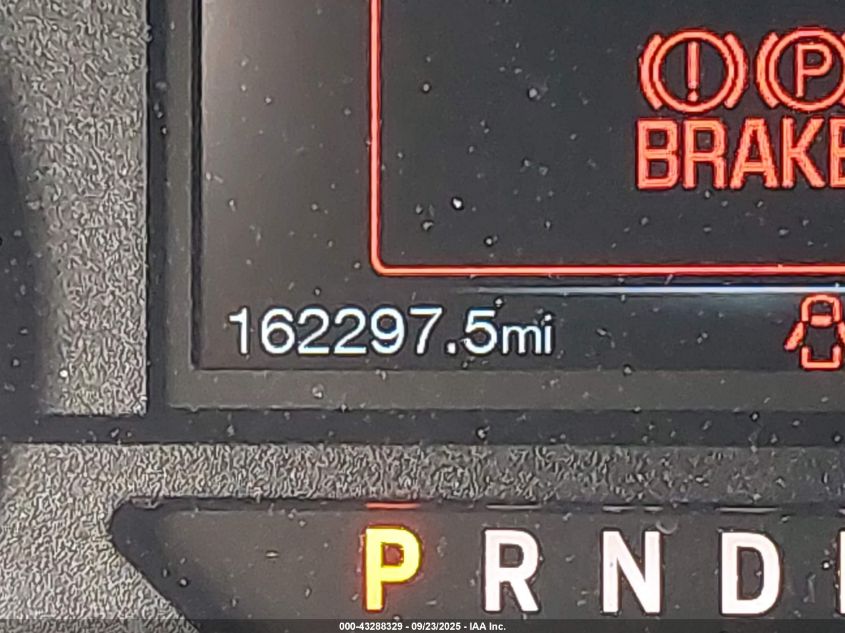 BRAKE
162297.5mi
P R N D
000-43288329 - 09/23/2025 - IAA Inc.